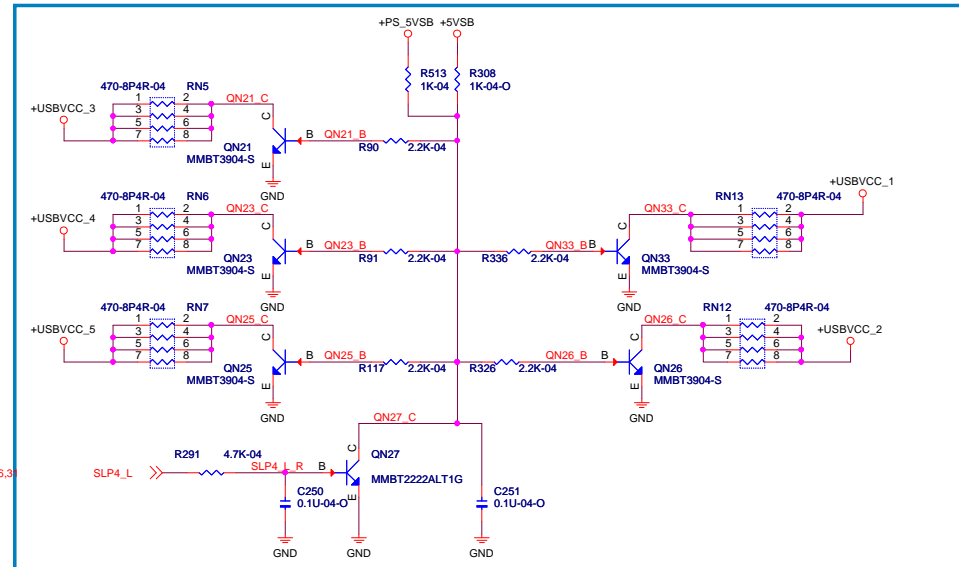 +PS_5VSB +5VSB
R513 R308
1K-04 1K-04-O
470-8P4R-04 RN5
+USBVCC_3
1 2
3 4
5 6
7 8
QN21_C
C
B
E
QN21_B
QN21
MMBT3904-S
R90 2.2K-04
GND
470-8P4R-04 RN6
+USBVCC_4
1 2
3 4
5 6
7 8
QN23_C
C
B
E
QN23_B
QN23
MMBT3904-S
R91 2.2K-04
GND
R336 2.2K-04
QN33_B
B
C
E
QN33_C
QN33
MMBT3904-S
GND
RN13 470-8P4R-04
1 2
3 4
5 6
7 8
+USBVCC_1
470-8P4R-04 RN7
+USBVCC_5
1 2
3 4
5 6
7 8
QN25_C
C
B
E
QN25_B
QN25
MMBT3904-S
R117 2.2K-04
GND
R326 2.2K-04
QN26_B
B
C
E
QN26_C
QN26
MMBT3904-S
GND
RN12 470-8P4R-04
1 2
3 4
5 6
7 8
+USBVCC_2
QN27_C
R291 4.7K-04
SLP4_L
SLP4_L_R
B
C
E
QN27
MMBT2222ALT1G
C250
0.1U-04-O
C251
0.1U-04-O
GND GND GND